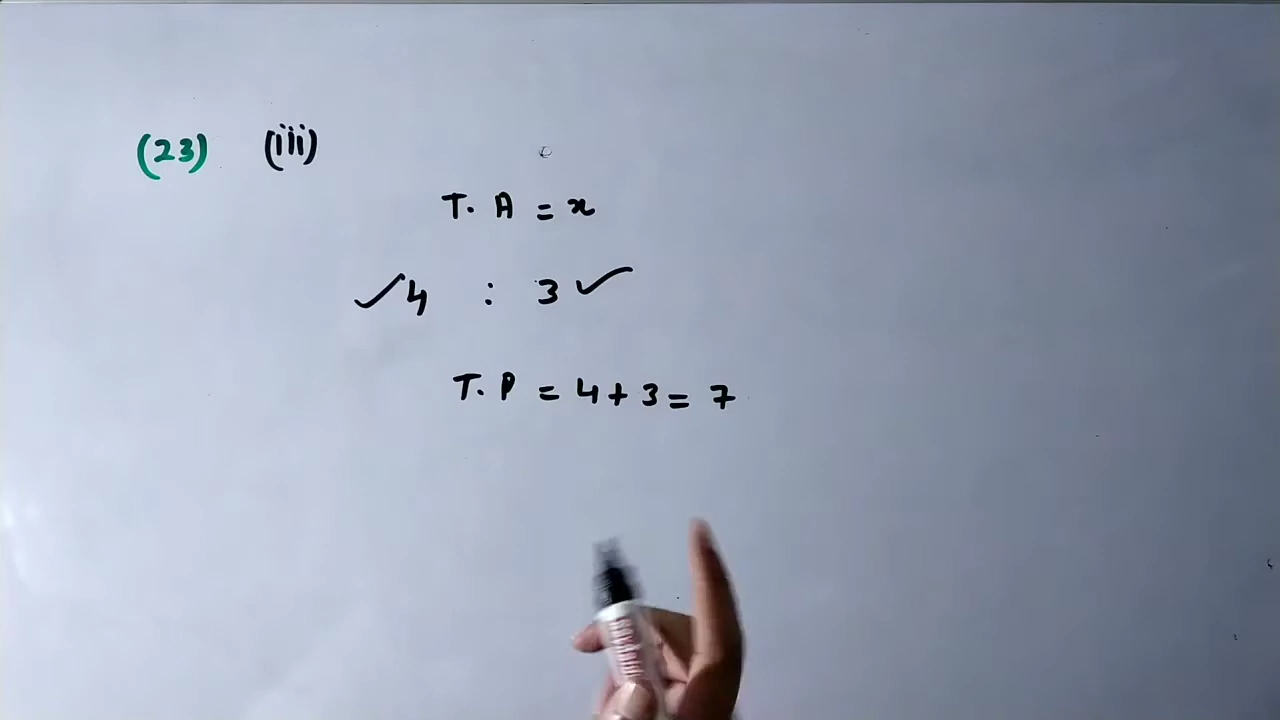 (23) (iii)
T. A = x
✓4 : 3✓
T. P = 4+3= 7